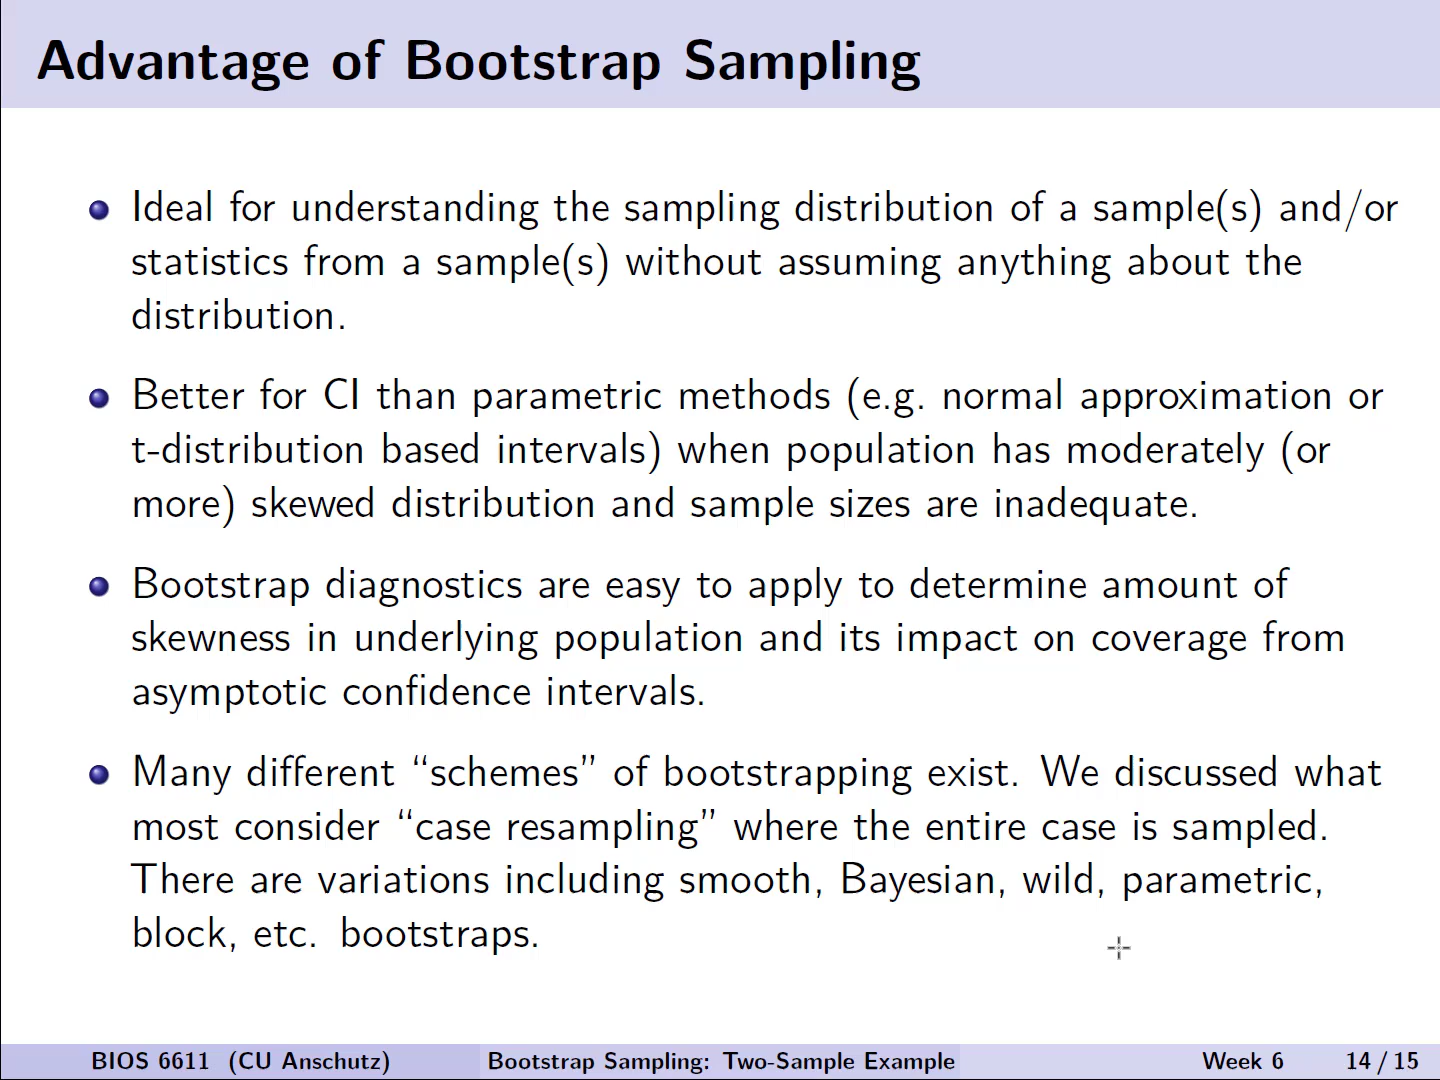 Advantage of Bootstrap Sampling
Ideal for understanding the sampling distribution of a sample(s) and/or
statistics from a sample(s) without assuming anything about the
distribution.
Better for CI than parametric methods (e.g. normal approximation or
t-distribution based intervals) when population has moderately (or
more) skewed distribution and sample sizes are inadequate.
Bootstrap diagnostics are easy to apply to determine amount of
skewness in underlying population and its impact on coverage from
asymptotic confidence intervals.
Many different “schemes” of bootstrapping exist. We discussed what
most consider “case resampling” where the entire case is sampled.
There are variations including smooth, Bayesian, wild, parametric,
block, etc. bootstraps.
BIOS 6611 (CU Anschutz) Bootstrap Sampling: Two-Sample Example Week 6 14 / 15